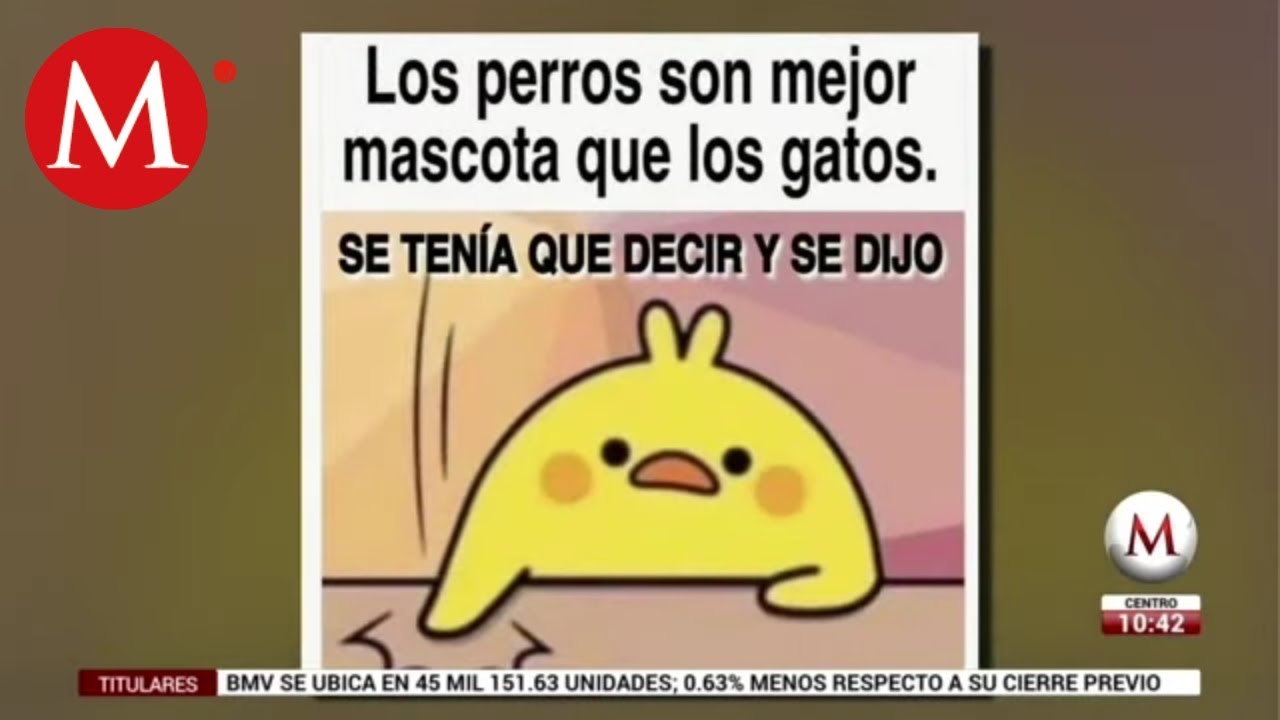 M
Los perros son mejor
mascota que los gatos.
SE TENÍA QUE DECIR Y SE DIJO
M
CENTRO
10:42
TITULARES BMV SE UBICA EN 45 MIL 151.63 UNIDADES; 0.63% MENOS RESPECTO A SU CIERRE PREVIO